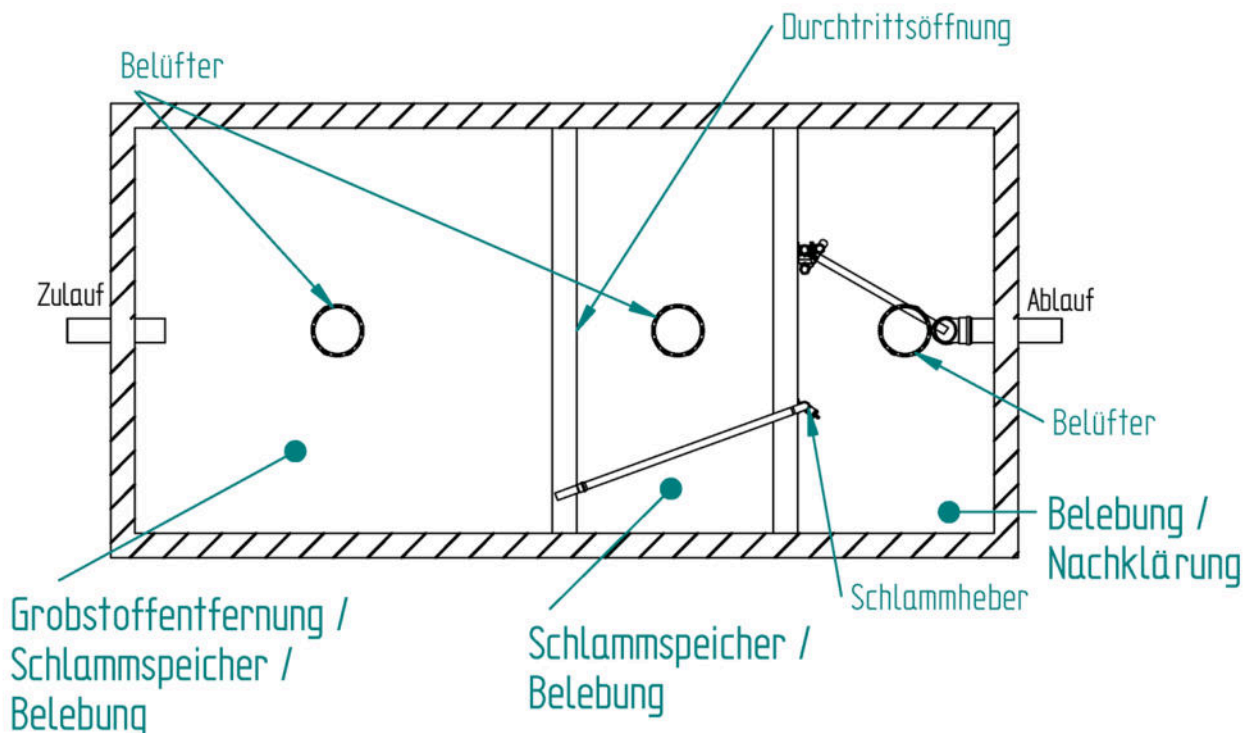 Durchtrittsöffnung
Belüfter
Zulauf
Ablauf
Belüfter
Belebung /
Nachklärung
Schlammheber
Grobstoffentfernung /
Schlammspeicher /
Belebung
Schlammspeicher /
Belebung